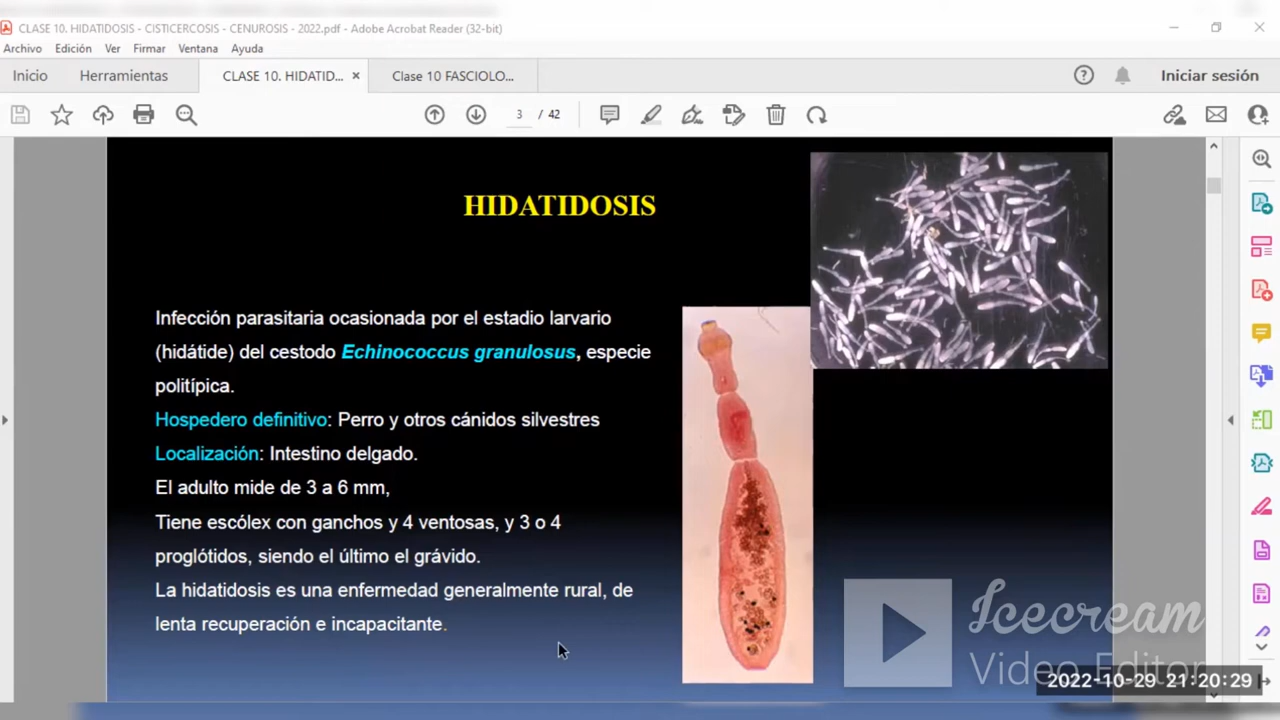 CLASE 10. HIDATIDOSIS - CISTICERCOSIS - CENUROSIS - 2022.pdf - Adobe Acrobat Reader (32-bit)
Archivo Edición Ver Firmar Ventana Ayuda
Inicio Herramientas CLASE 10. HIDATID... × Clase 10 FASCIOLO... Iniciar sesión
3 / 42
HIDATIDOSIS
Infección parasitaria ocasionada por el estadio larvario
(hidátide) del cestodo Echinococcus granulosus, especie
politípica.
Hospedero definitivo: Perro y otros cánidos silvestres
Localización: Intestino delgado.
El adulto mide de 3 a 6 mm,
Tiene escólex con ganchos y 4 ventosas, y 3 o 4
proglótidos, siendo el último el grávido.
La hidatidosis es una enfermedad generalmente rural, de
lenta recuperación e incapacitante.
Icecream
Video Editor
2022-10-29 21:20:29